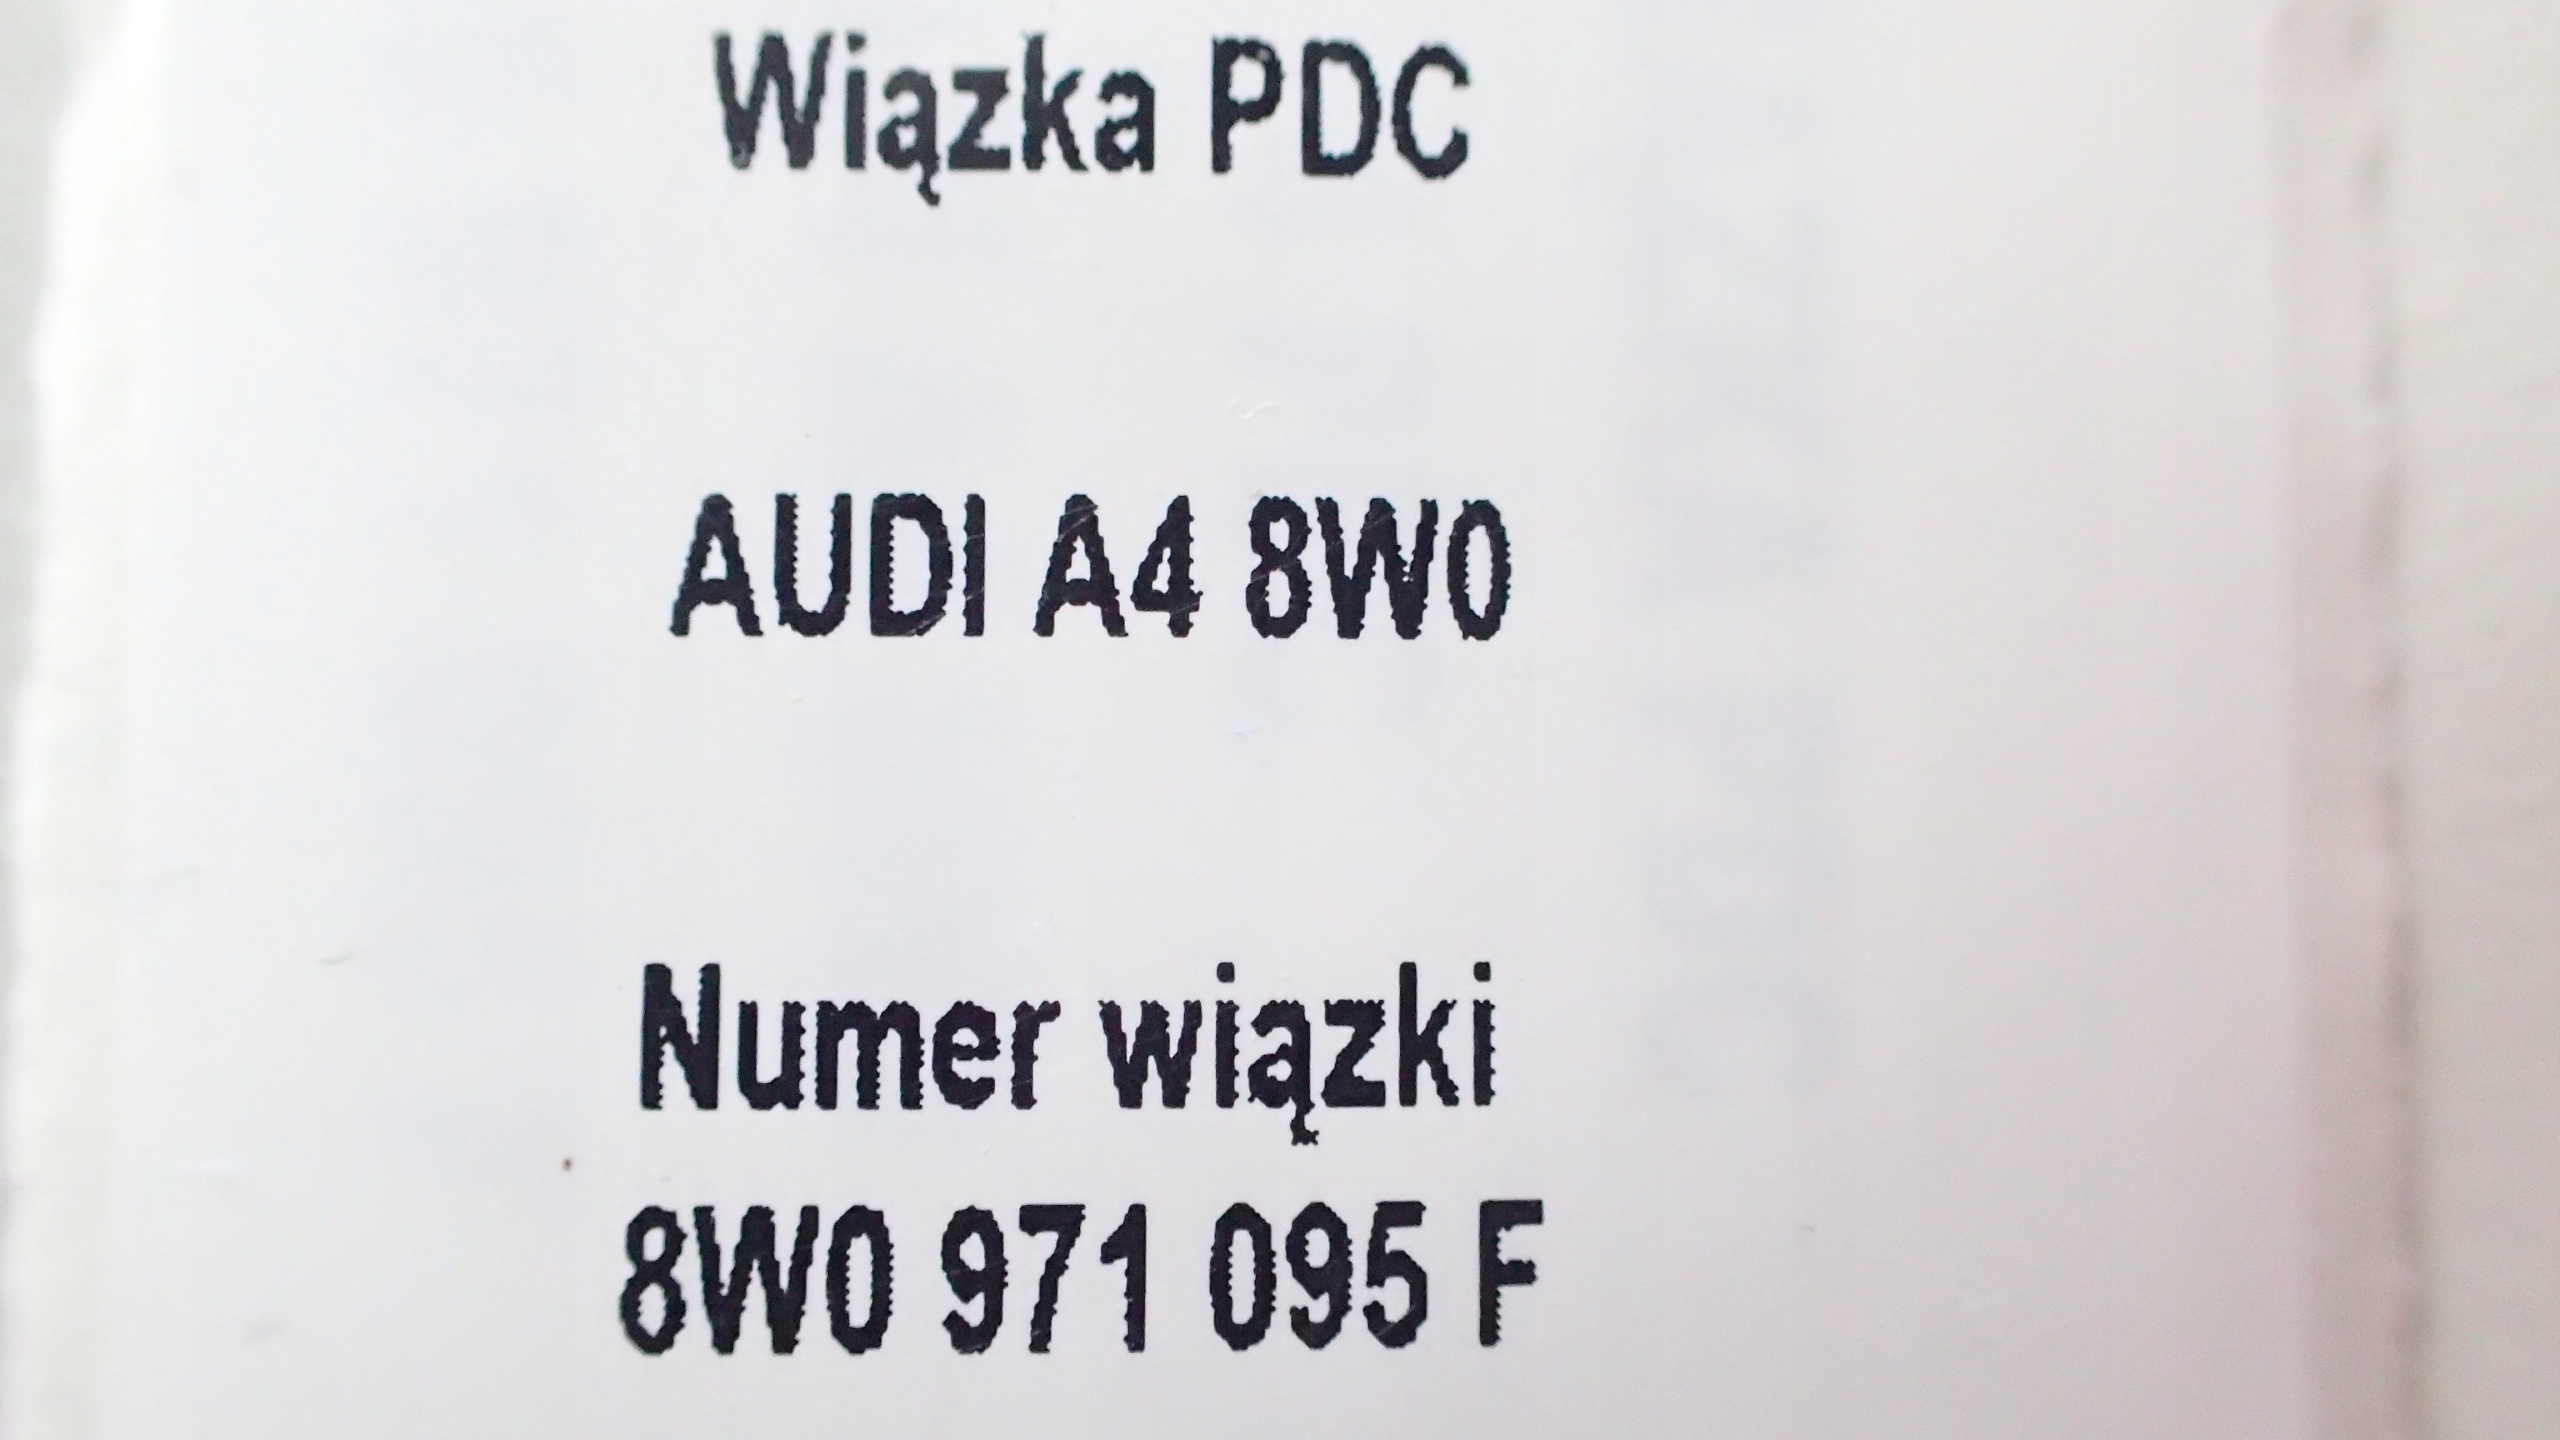 Wiązka PDC
AUDI A4 8W0
Numer wiązki
8W0 971 095 F